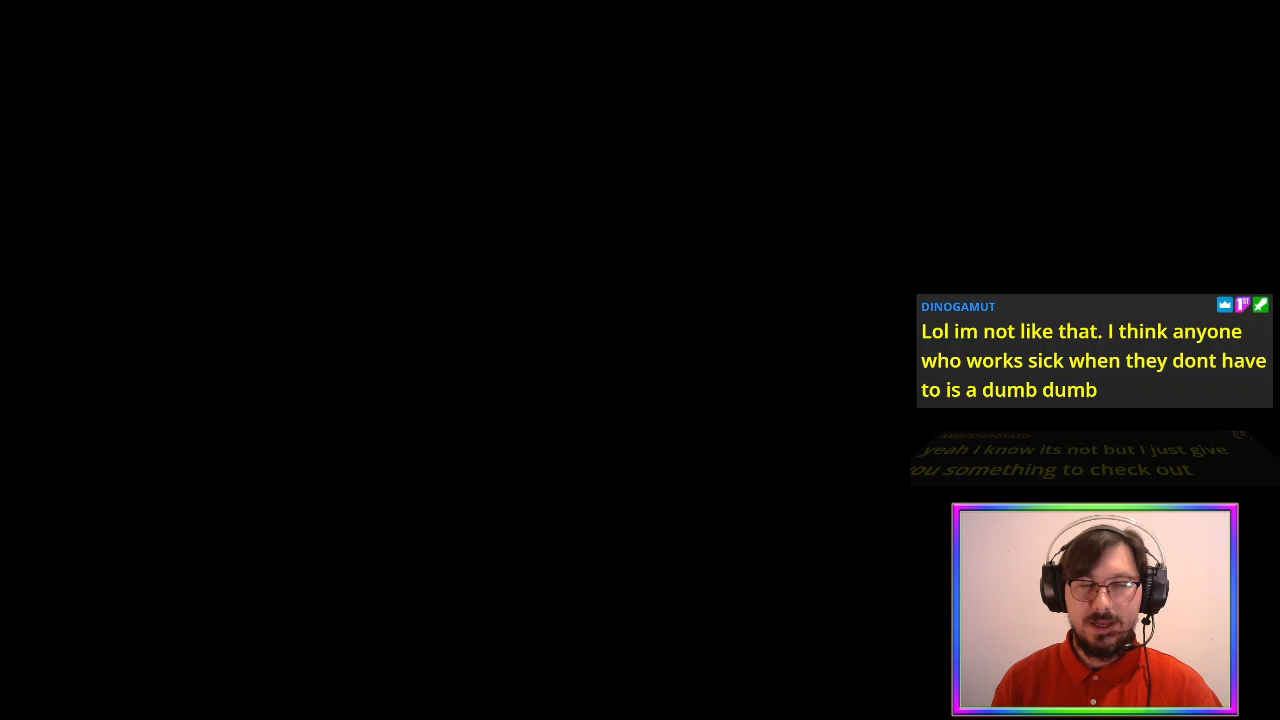 DINOGAMUT
Lol im not like that. I think anyone
who works sick when they dont have
to is a dumb dumb
AMJUSTAPOTATO
yeah I know its not but I just give
you something to check out